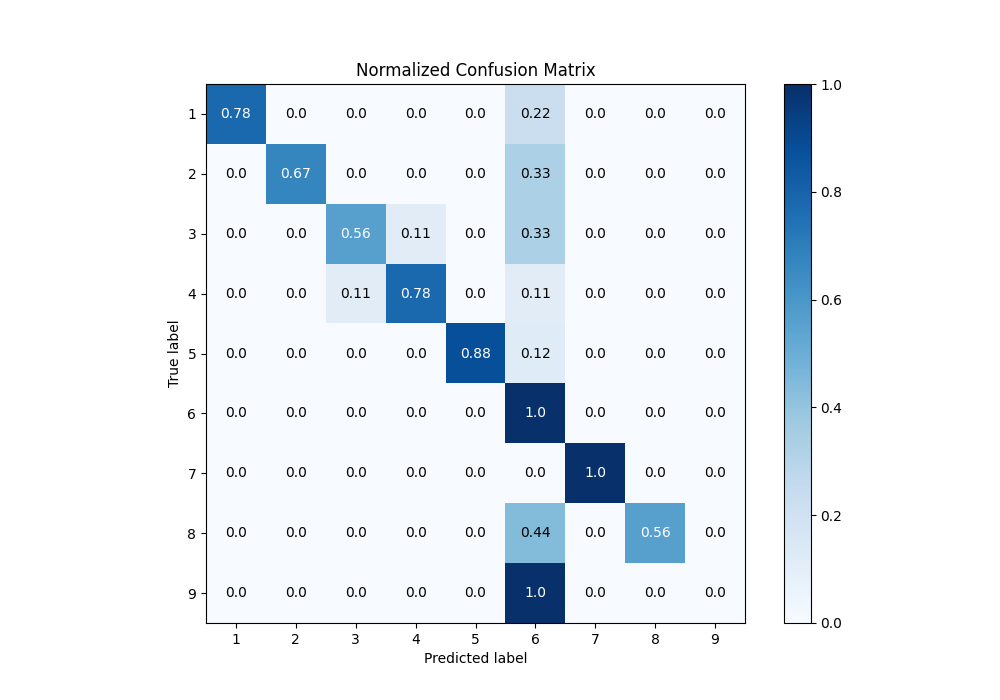 Normalized Confusion Matrix
1 0.78 0.0 0.0 0.0 0.0 0.22 0.0 0.0 0.0
2 0.0 0.67 0.0 0.0 0.0 0.33 0.0 0.0 0.0
3 0.0 0.0 0.56 0.11 0.0 0.33 0.0 0.0 0.0
4 0.0 0.0 0.11 0.78 0.0 0.11 0.0 0.0 0.0
5 0.0 0.0 0.0 0.0 0.88 0.12 0.0 0.0 0.0
6 0.0 0.0 0.0 0.0 0.0 1.0 0.0 0.0 0.0
7 0.0 0.0 0.0 0.0 0.0 0.0 1.0 0.0 0.0
8 0.0 0.0 0.0 0.0 0.0 0.44 0.0 0.56 0.0
9 0.0 0.0 0.0 0.0 0.0 1.0 0.0 0.0 0.0
1 2 3 4 5 6 7 8 9
Predicted label
True label
1.0
0.8
0.6
0.4
0.2
0.0